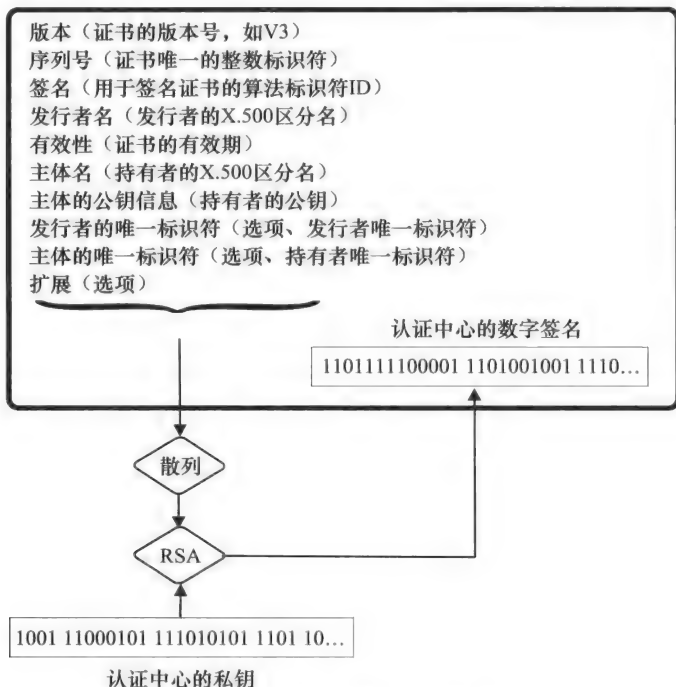 版本（证书的版本号，如V3）
序列号（证书唯一的整数标识符）
签名（用于签名证书的算法标识符ID）
发行者名（发行者的X.500区分名）
有效性（证书的有效期）
主体名（持有者的X.500区分名）
主体的公钥信息（持有者的公钥）
发行者的唯一标识符（选项、发行者唯一标识符）
主体的唯一标识符（选项、持有者唯一标识符）
扩展（选项）
认证中心的数字签名
1101111100001 1101001001 1110...
散列
RSA
1001 11000101 111010101 1101 10...
认证中心的私钥